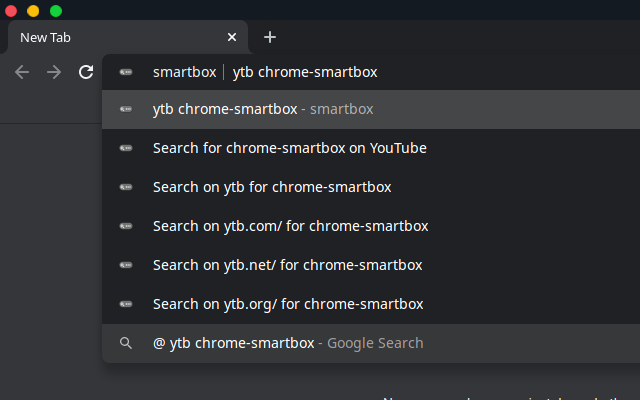 New Tab
smartbox | ytb chrome-smartbox
ytb chrome-smartbox - smartbox
Search for chrome-smartbox on YouTube
Search on ytb for chrome-smartbox
Search on ytb.com/ for chrome-smartbox
Search on ytb.net/ for chrome-smartbox
Search on ytb.org/ for chrome-smartbox
@ ytb chrome-smartbox - Google Search